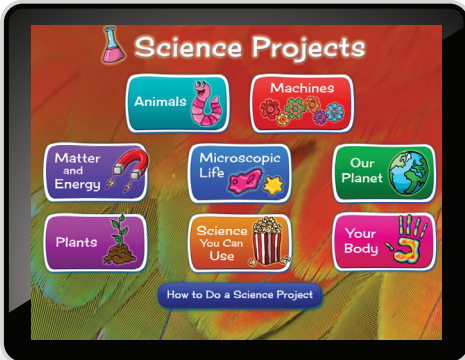 Science Projects
Animals
Machines
Matter
and
Energy
Microscopic
Life
Our
Planet
Plants
Science
You Can
Use
Your
Body
How to Do a Science Project